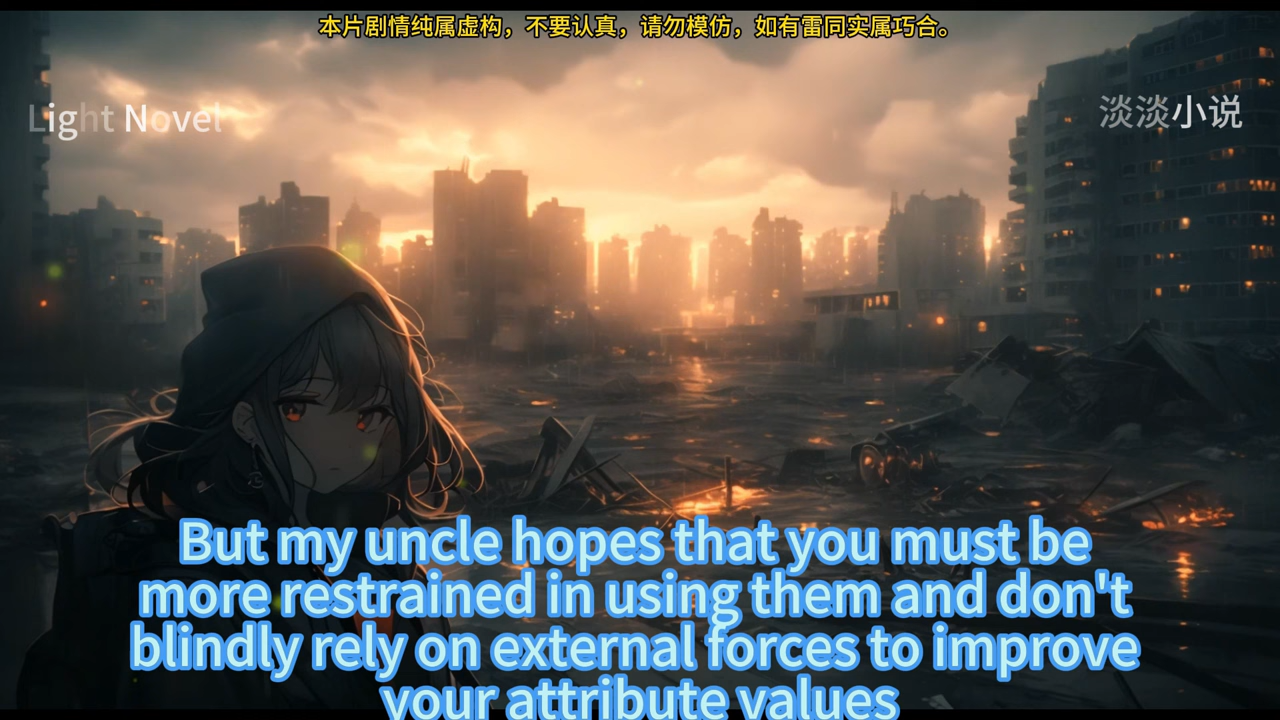 本片剧情纯属虚构，不要认真，请勿模仿，如有雷同实属巧合。
Light Novel
淡淡小说
But my uncle hopes that you must be
more restrained in using them and don't
blindly rely on external forces to improve
your attribute values